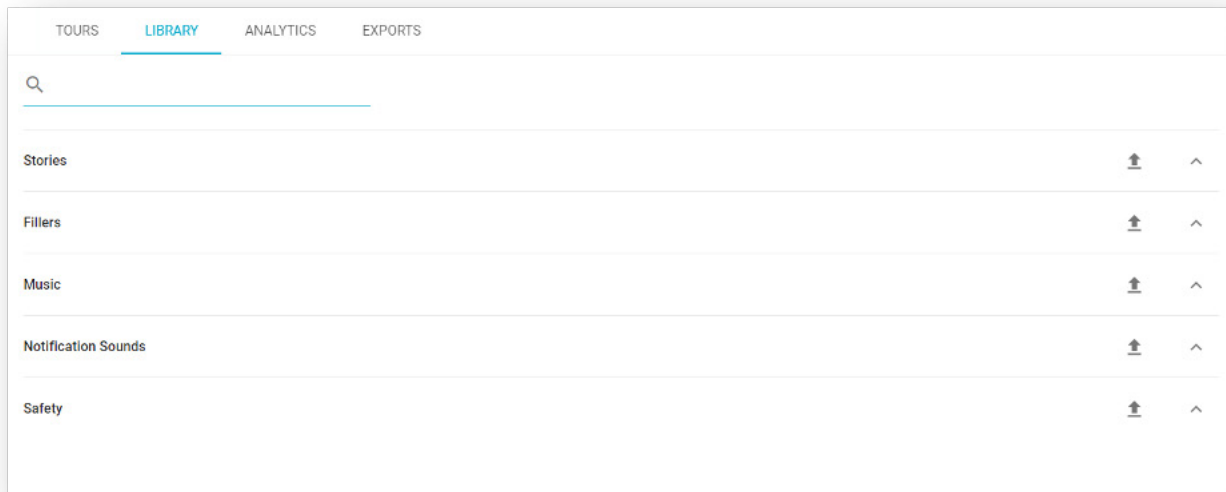 TOURS LIBRARY ANALYTICS EXPORTS
Stories
Fillers
Music
Notification Sounds
Safety